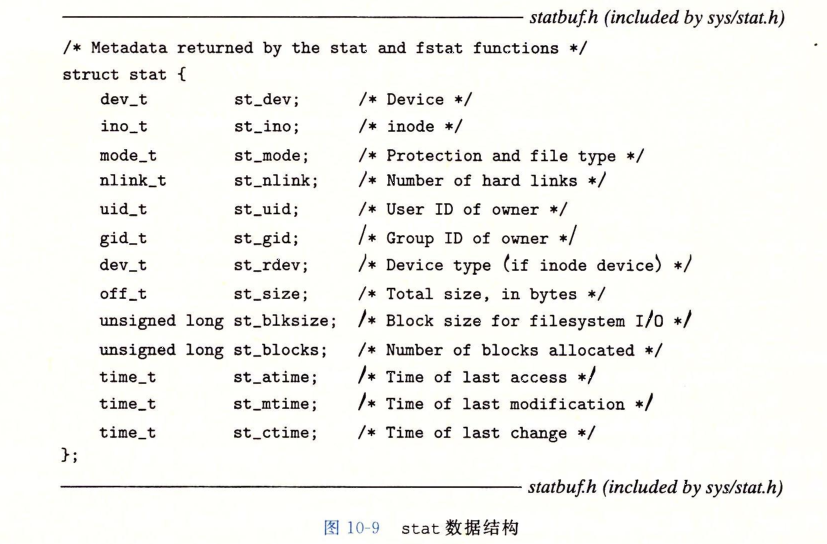 statbuf.h (included by sys/stat.h)
/* Metadata returned by the stat and fstat functions */
struct stat {
    dev_t         st_dev;     /* Device */
    ino_t         st_ino;     /* inode */
    mode_t        st_mode;    /* Protection and file type */
    nlink_t       st_nlink;   /* Number of hard links */
    uid_t         st_uid;     /* User ID of owner */
    gid_t         st_gid;     /* Group ID of owner */
    dev_t         st_rdev;    /* Device type (if inode device) */
    off_t         st_size;    /* Total size, in bytes */
    unsigned long st_blksize; /* Block size for filesystem I/O */
    unsigned long st_blocks;  /* Number of blocks allocated */
    time_t        st_atime;   /* Time of last access */
    time_t        st_mtime;   /* Time of last modification */
    time_t        st_ctime;   /* Time of last change */
};
statbuf.h (included by sys/stat.h)
图 10-9 stat 数据结构